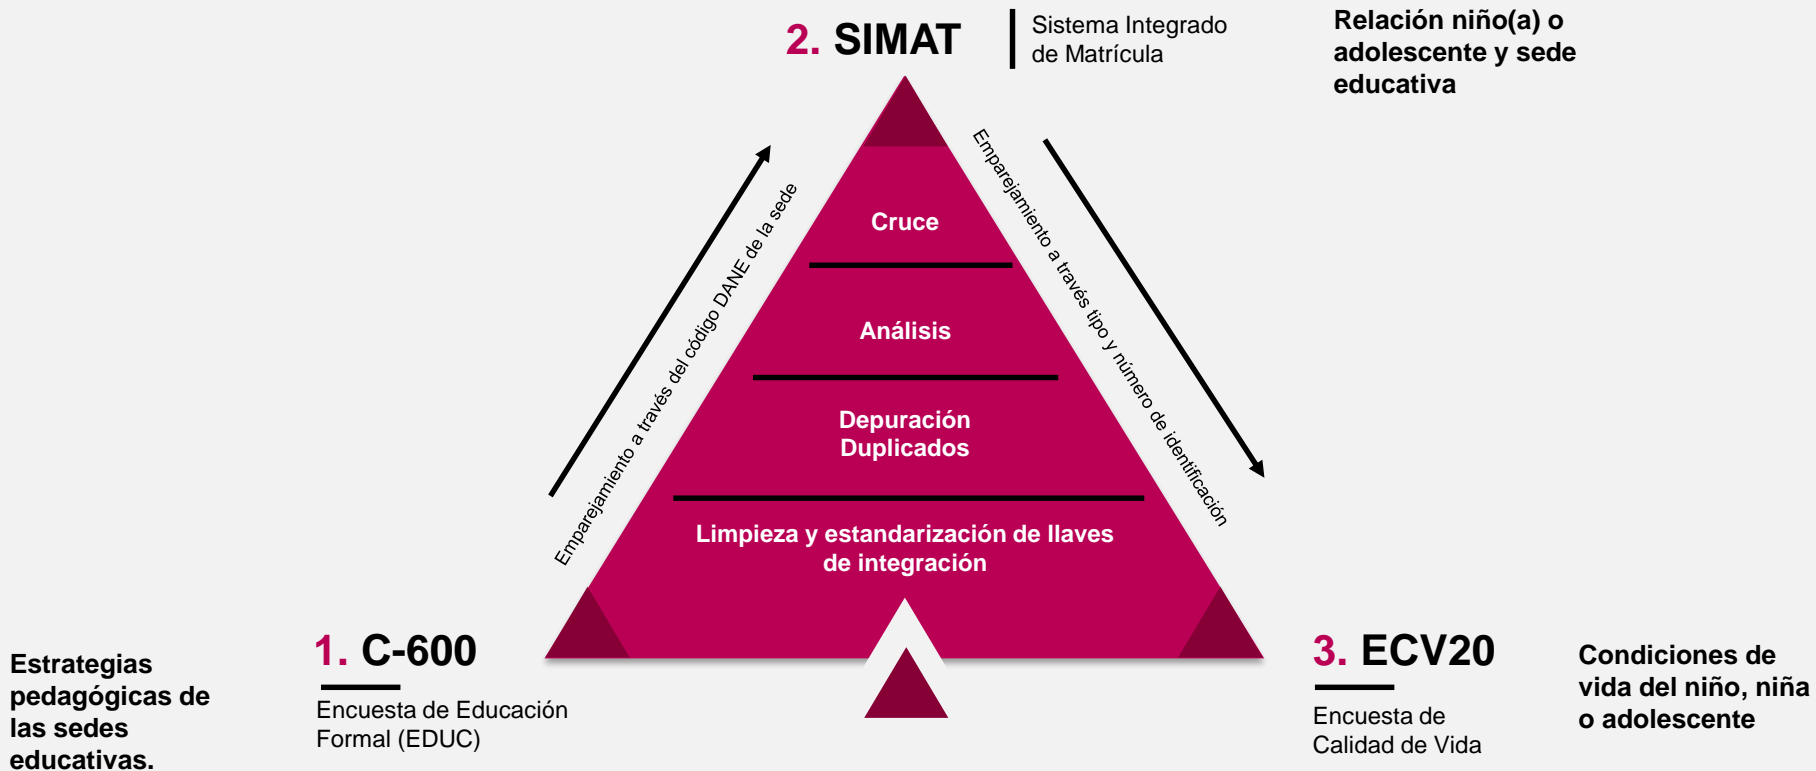 2. SIMAT
Sistema Integrado
de Matrícula
Relación niño(a) o
adolescente y sede
educativa
Emparejamiento a través del código DANE de la sede
Emparejamiento a través tipo y número de identificación
Cruce
Análisis
Depuración
Duplicados
Limpieza y estandarización de llaves
de integración
Estrategias
pedagógicas de
las sedes
educativas.
1. C-600
Encuesta de Educación
Formal (EDUC)
3. ECV20
Encuesta de
Calidad de Vida
Condiciones de
vida del niño, niña
o adolescente